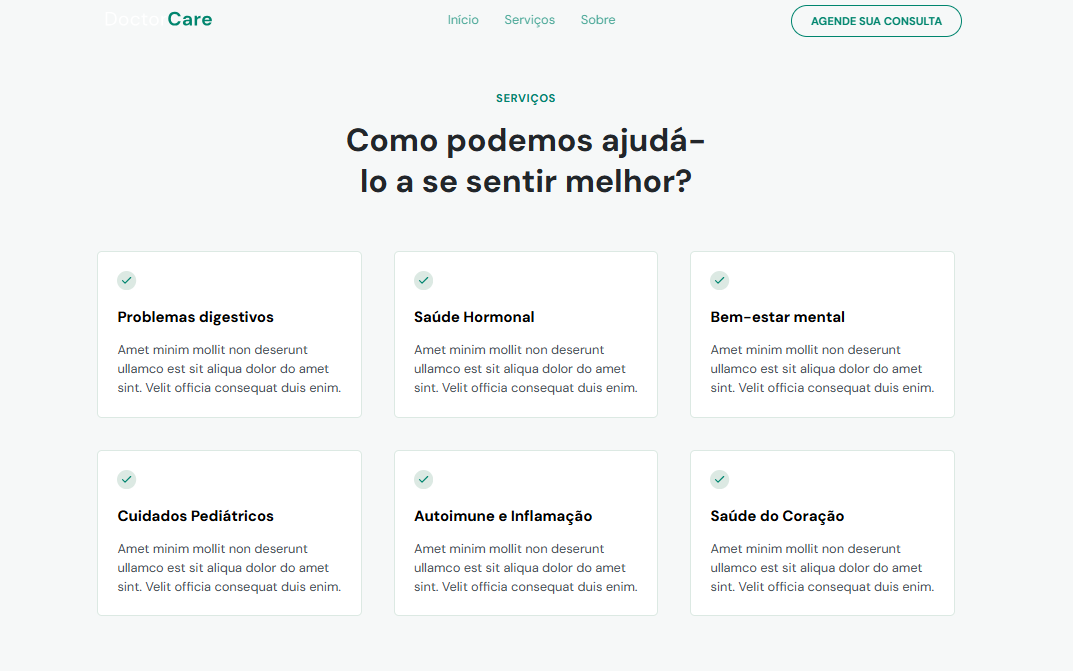 DoctorCare
Início Serviços Sobre
AGENDE SUA CONSULTA
SERVIÇOS
Como podemos ajudá-
lo a se sentir melhor?
Problemas digestivos
Amet minim mollit non deserunt
ullamco est sit aliqua dolor do amet
sint. Velit officia consequat duis enim.
Saúde Hormonal
Amet minim mollit non deserunt
ullamco est sit aliqua dolor do amet
sint. Velit officia consequat duis enim.
Bem-estar mental
Amet minim mollit non deserunt
ullamco est sit aliqua dolor do amet
sint. Velit officia consequat duis enim.
Cuidados Pediátricos
Amet minim mollit non deserunt
ullamco est sit aliqua dolor do amet
sint. Velit officia consequat duis enim.
Autoimune e Inflamação
Amet minim mollit non deserunt
ullamco est sit aliqua dolor do amet
sint. Velit officia consequat duis enim.
Saúde do Coração
Amet minim mollit non deserunt
ullamco est sit aliqua dolor do amet
sint. Velit officia consequat duis enim.